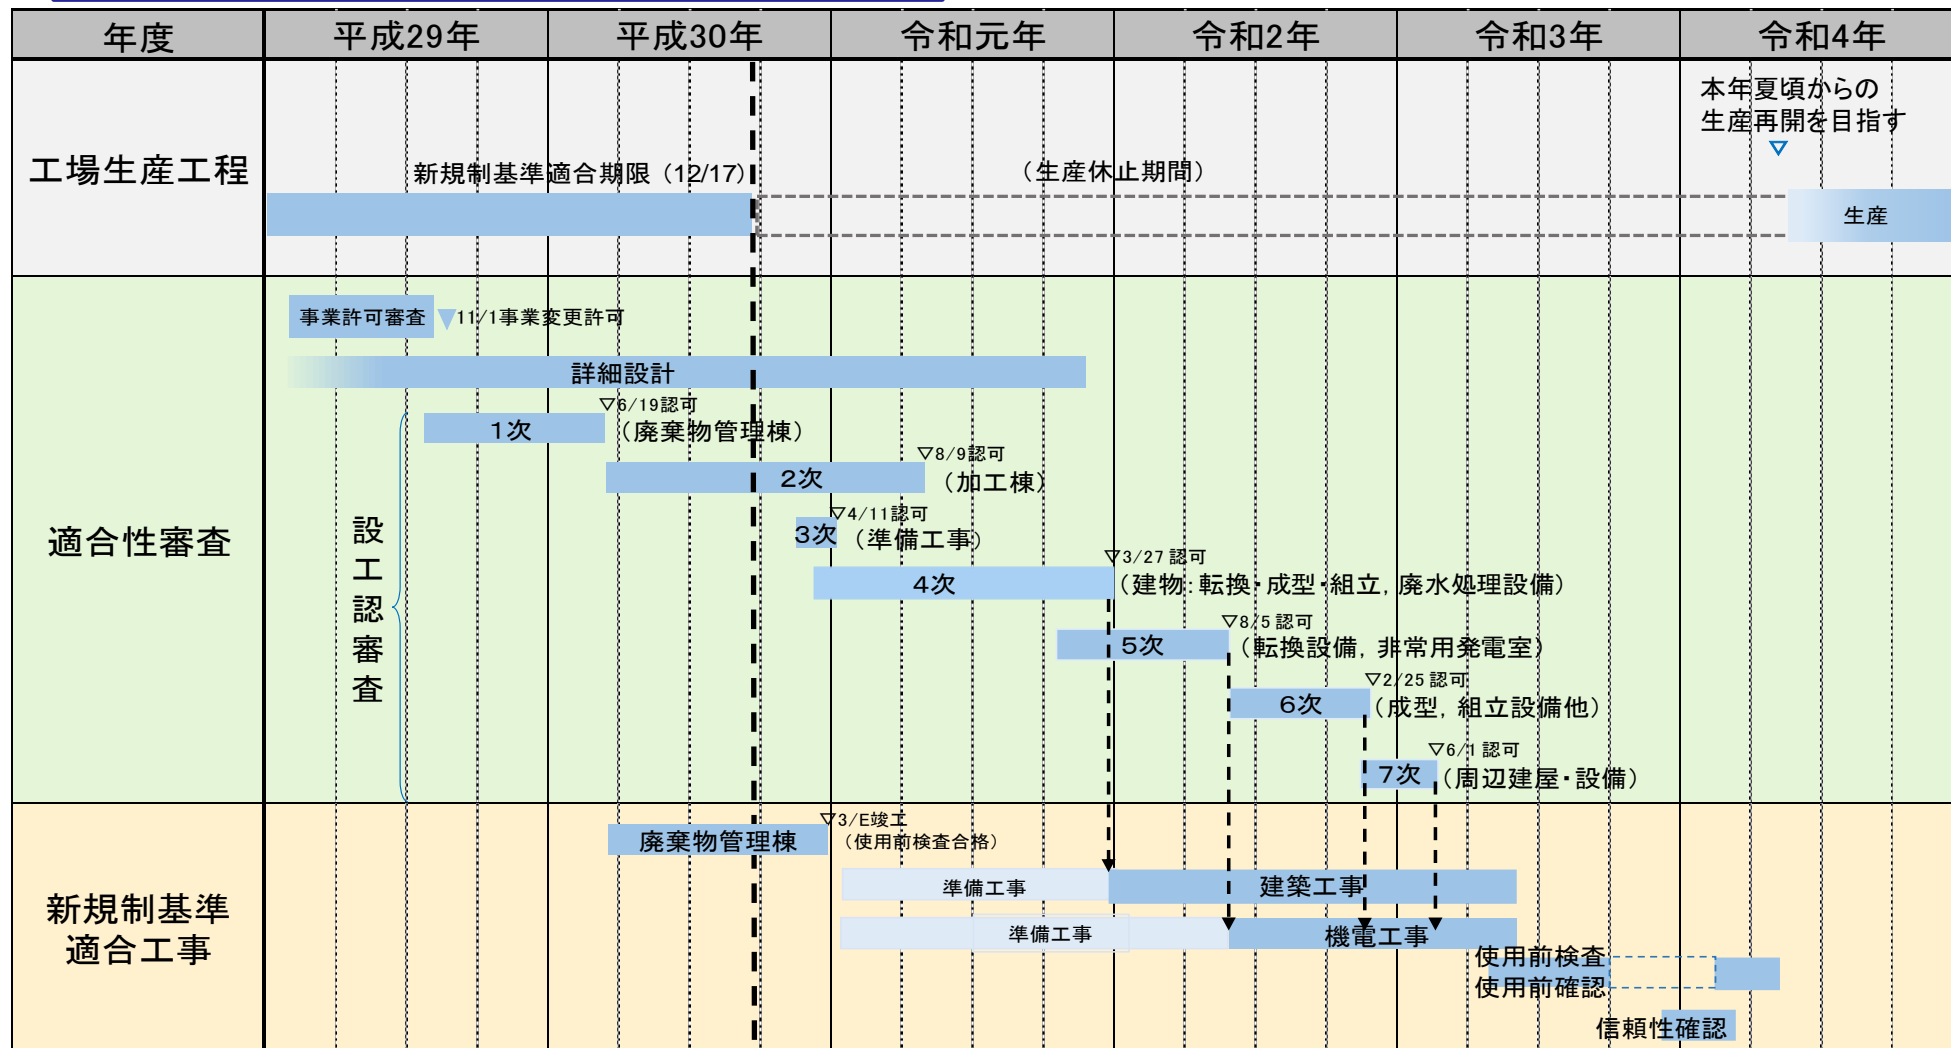 年度
平成29年
平成30年
令和元年
令和2年
令和3年
令和4年
工場生産工程
新規制基準適合期限（12/17）
（生産休止期間）
本年夏頃からの
生産再開を目指す
▽
生産
適合性審査
事業許可審査
▼11/1事業変更許可
詳細設計
設工認審査
1次
▽6/19認可
（廃棄物管理棟）
2次
▽8/9認可
（加工棟）
3次
▽4/11認可
（準備工事）
4次
▽3/27 認可
（建物：転換・成型・組立，廃水処理設備）
5次
▽8/5 認可
（転換設備，非常用発電室）
6次
▽2/25 認可
（成型，組立設備他）
7次
▽6/1 認可
（周辺建屋・設備）
新規制基準
適合工事
廃棄物管理棟
▽3/E竣工
（使用前検査合格）
準備工事
建築工事
準備工事
機電工事
使用前検査
使用前確認
信頼性確認